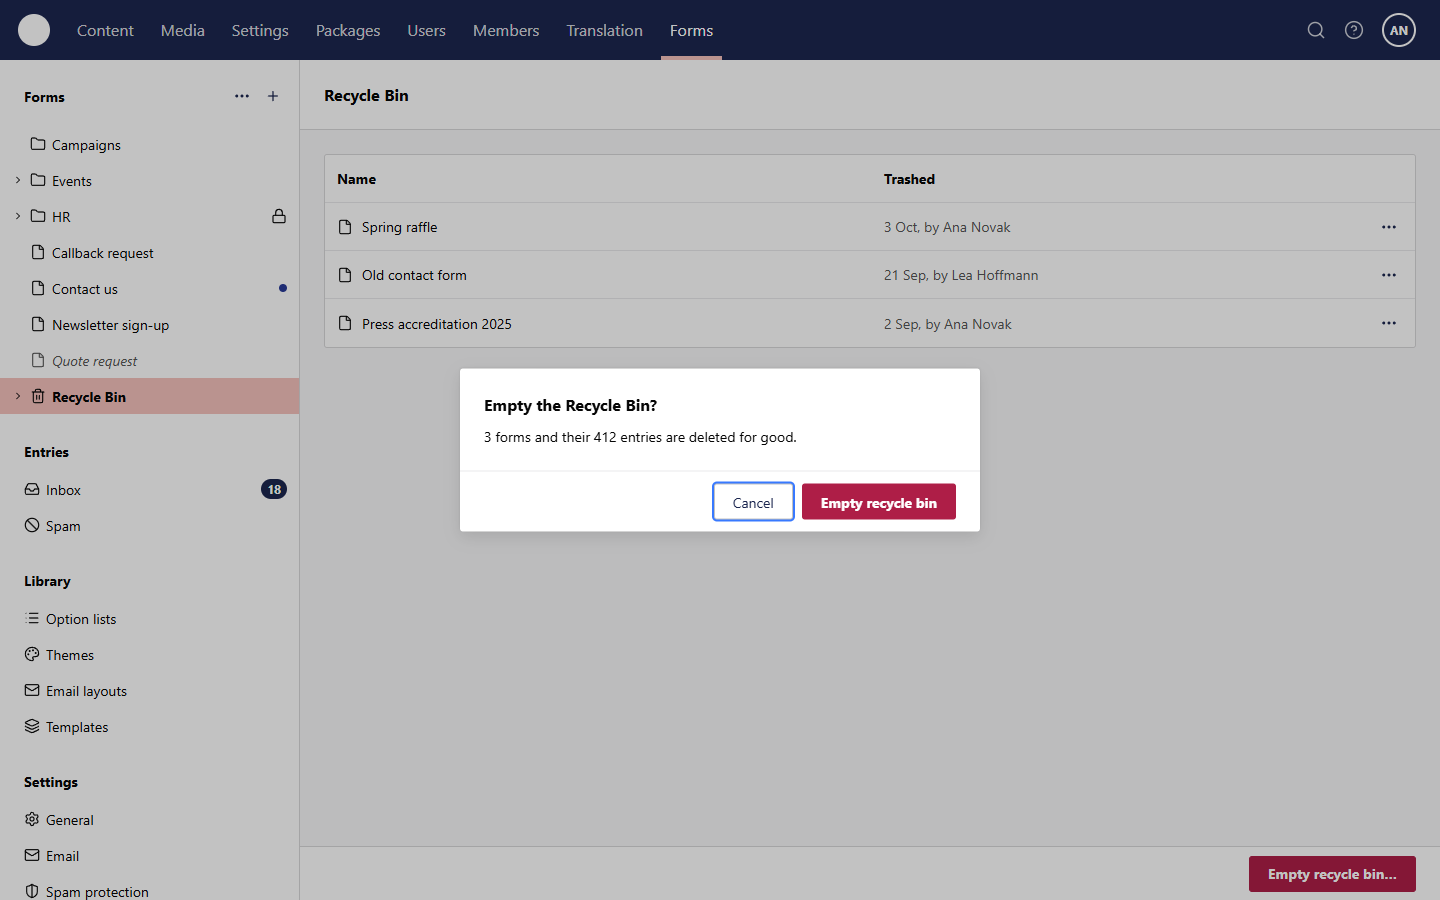 Content Media Settings Packages Users Members Translation Forms AN
Forms
Campaigns
Events
HR
Callback request
Contact us
Newsletter sign-up
Quote request
Recycle Bin
Entries
Inbox 18
Spam
Library
Option lists
Themes
Email layouts
Templates
Settings
General
Email
Spam protection
Recycle Bin
Name Trashed
Spring raffle 3 Oct, by Ana Novak
Old contact form 21 Sep, by Lea Hoffmann
Press accreditation 2025 2 Sep, by Ana Novak
Empty the Recycle Bin?
3 forms and their 412 entries are deleted for good.
Cancel Empty recycle bin
Empty recycle bin...